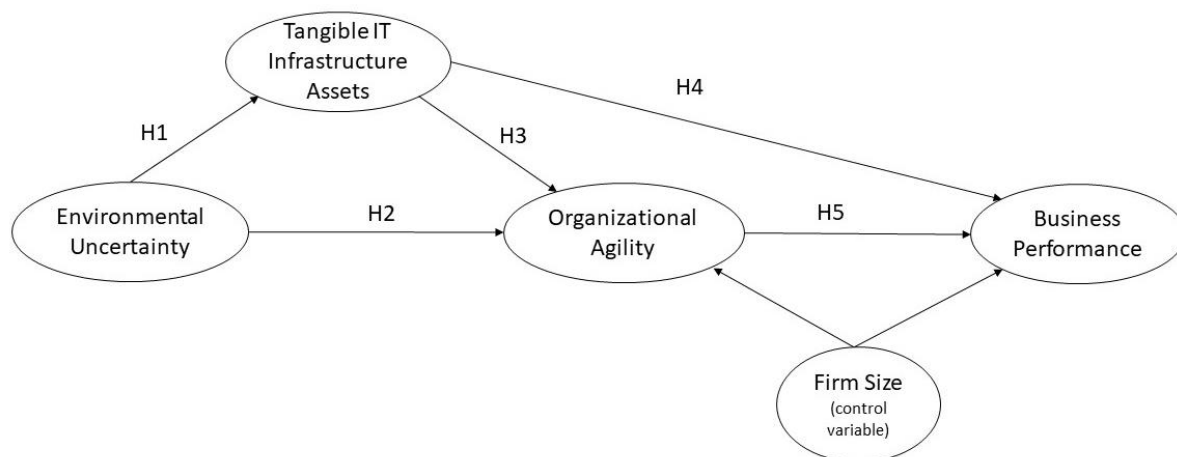 Tangible IT
Infrastructure
Assets
H4
H1
H3
Environmental
Uncertainty
H2
Organizational
Agility
H5
Business
Performance
Firm Size
(control
variable)